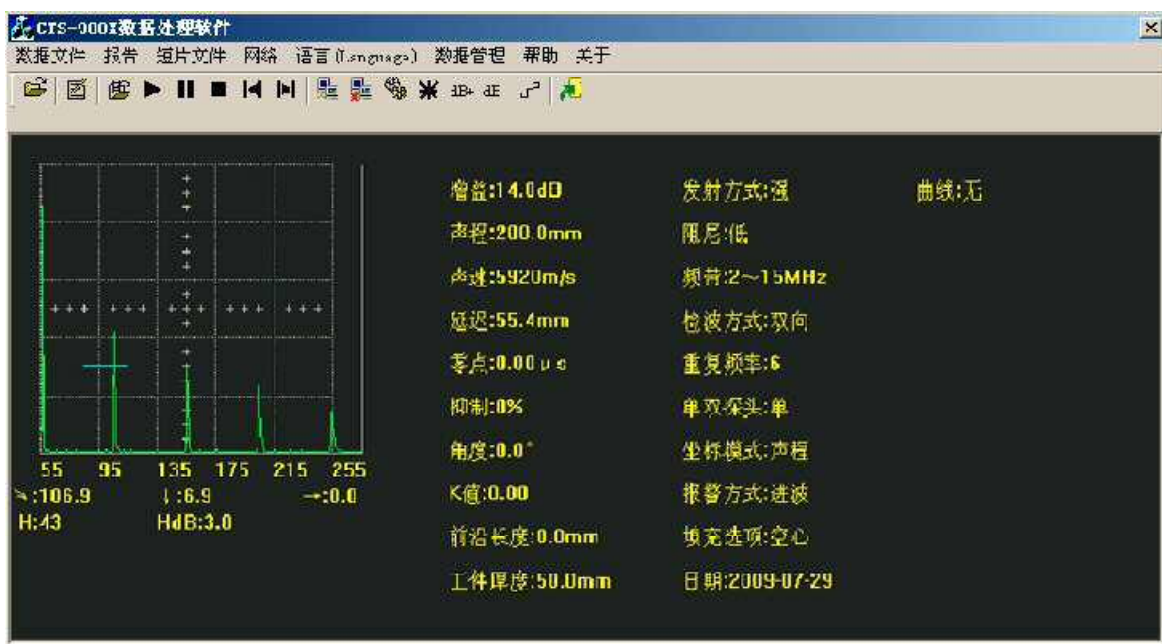 CTS-000X数据处理软件
数据文件 报告 短片文件 网络 语言(Language) 数据管理 帮助 关于
dB+ dB
增益:14.0dB 发射方式:强 曲线:无
声程:200.0mm 阻尼:低
声速:5920m/s 频带:2～15MHz
延迟:55.4mm 检波方式:双向
零点:0.00μs 重复频率:6
抑制:0% 单双探头:单
角度:0.0° 坐标模式:声程
K值:0.00 报警方式:进波
前沿长度:0.0mm 填充选项:空心
工件厚度:50.0mm 日期:2009-07-29
55 95 135 175 215 255
:106.9 ↓:6.9 →:0.0
H:43 HdB:3.0